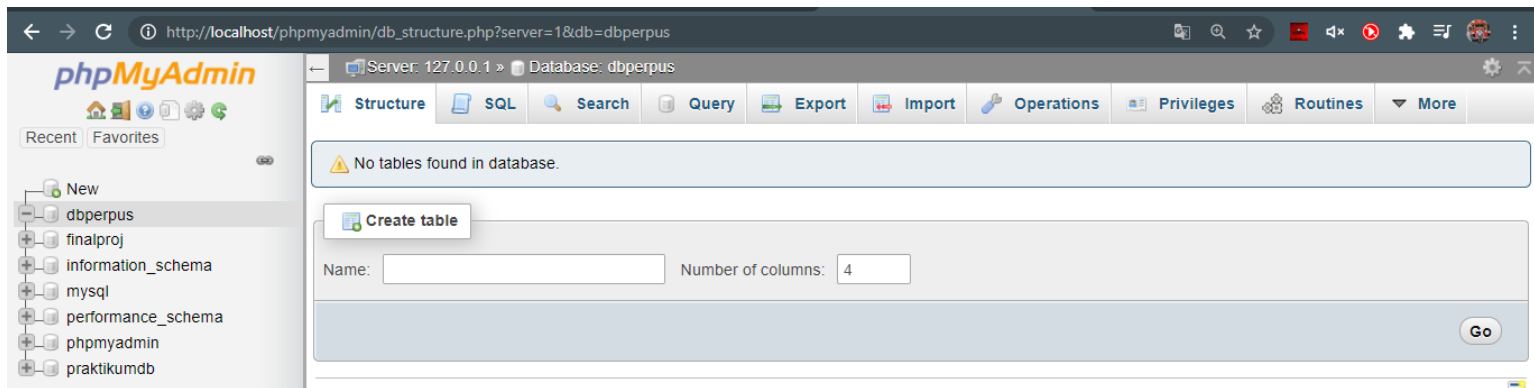 http://localhost/phpmyadmin/db_structure.php?server=1&db=dbperpus
phpMyAdmin
Recent Favorites
New
dbperpus
finalproj
information_schema
mysql
performance_schema
phpmyadmin
praktikumdb
Server: 127.0.0.1 » Database: dbperpus
Structure SQL Search Query Export Import Operations Privileges Routines More
No tables found in database.
Create table
Name: Number of columns: 4
Go